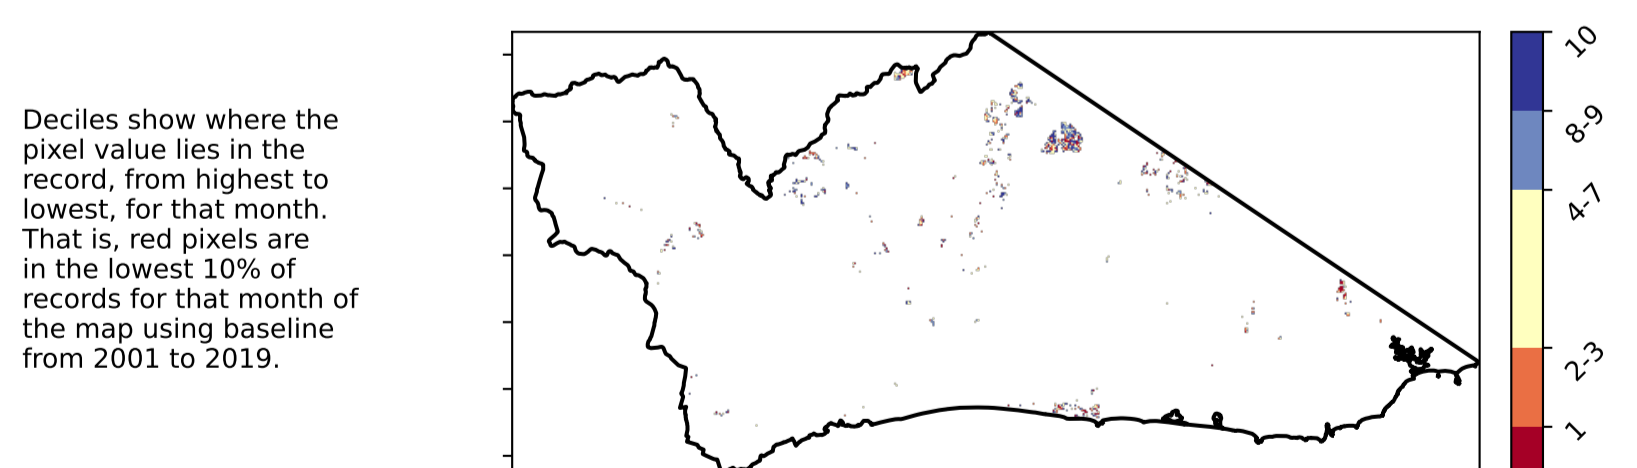 Deciles show where the
pixel value lies in the
record, from highest to
lowest, for that month.
That is, red pixels are
in the lowest 10% of
records for that month of
the map using baseline
from 2001 to 2019.
10
8-9
4-7
2-3
1